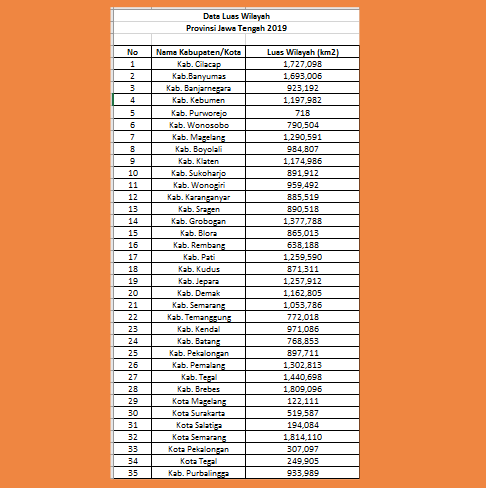 Data Luas Wilayah
Provinsi Jawa Tengah 2019
No Nama Kabupaten/Kota Luas Wilayah (km2)
1 Kab. Cilacap 1,727,098
2 Kab.Banyumas 1,693,006
3 Kab. Banjarnegara 923,192
4 Kab. Kebumen 1,197,982
5 Kab. Purworejo 718
6 Kab. Wonosobo 790,504
7 Kab. Magelang 1,290,591
8 Kab. Boyolali 984,807
9 Kab. Klaten 1,174,986
10 Kab. Sukoharjo 891,912
11 Kab. Wonogiri 959,492
12 Kab. Karanganyar 885,519
13 Kab. Sragen 890,518
14 Kab. Grobogan 1,377,788
15 Kab. Blora 865,013
16 Kab. Rembang 638,188
17 Kab. Pati 1,259,590
18 Kab. Kudus 871,311
19 Kab. Jepara 1,257,912
20 Kab. Demak 1,162,805
21 Kab. Semarang 1,053,786
22 Kab. Temanggung 772,018
23 Kab. Kendal 971,086
24 Kab. Batang 768,853
25 Kab. Pekalongan 897,711
26 Kab. Pemalang 1,302,813
27 Kab. Tegal 1,440,698
28 Kab. Brebes 1,809,096
29 Kota Magelang 122,111
30 Kota Surakarta 519,587
31 Kota Salatiga 194,084
32 Kota Semarang 1,814,110
33 Kota Pekalongan 307,097
34 Kota Tegal 249,905
35 Kab. Purbalingga 933,989